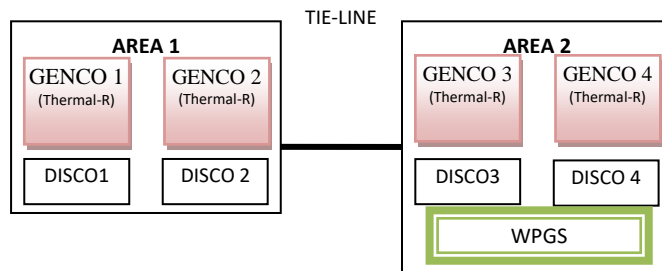 TIE-LINE
AREA 1
GENCO 1
(Thermal-R)
GENCO 2
(Thermal-R)
DISCO1
DISCO 2
AREA 2
GENCO 3
(Thermal-R)
GENCO 4
(Thermal-R)
DISCO3
DISCO 4
WPGS